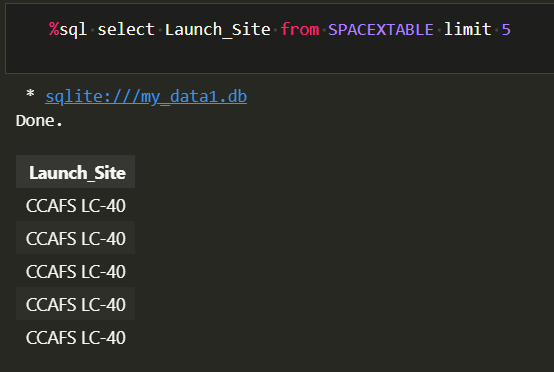 %sql select Launch_Site from SPACEXTABLE limit 5
* sqlite:///my_data1.db
Done.
Launch_Site
CCAFS LC-40
CCAFS LC-40
CCAFS LC-40
CCAFS LC-40
CCAFS LC-40